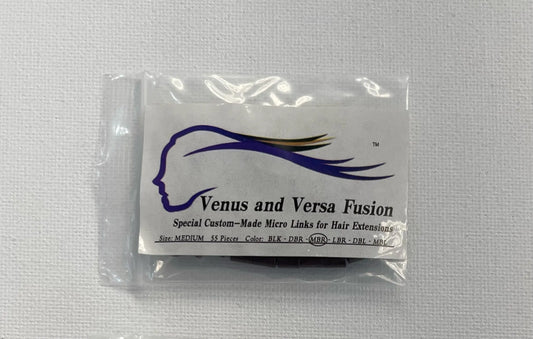 TM
Venus and Versa Fusion
Special Custom-Made Micro Links for Hair Extensions
Size: MEDIUM 55 Pieces Color: BLK - DBR - MBR - LBR - DBL - MBL